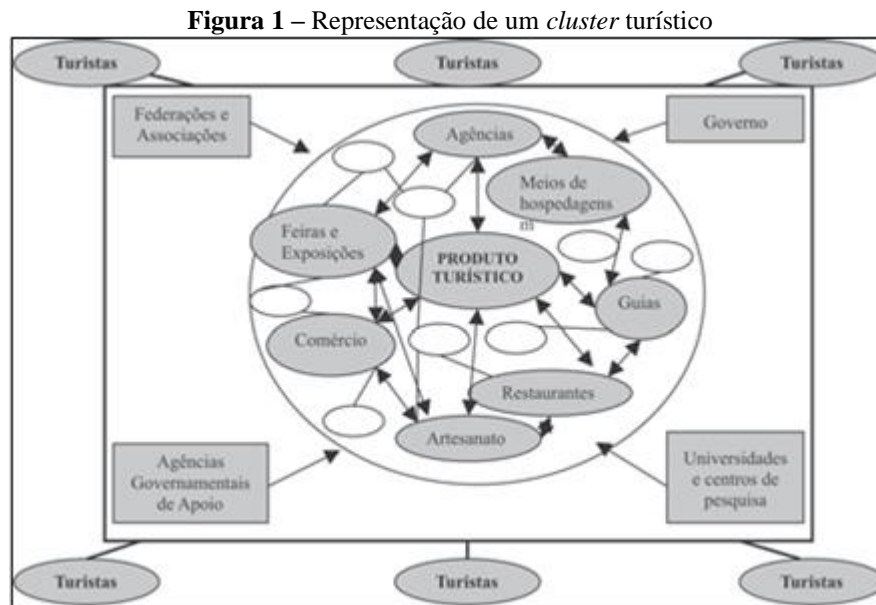 Figura 1 – Representação de um cluster turístico
Turistas
Turistas
Turistas
Federações e
Associações
Agências
Governo
Meios de
hospedagens
m
Feiras e
Exposições
PRODUTO
TURÍSTICO
Guias
Comércio
Restaurantes
Artesanato
Agências
Governamentais
de Apoio
Universidades
e centros de
pesquisa
Turistas
Turistas
Turistas